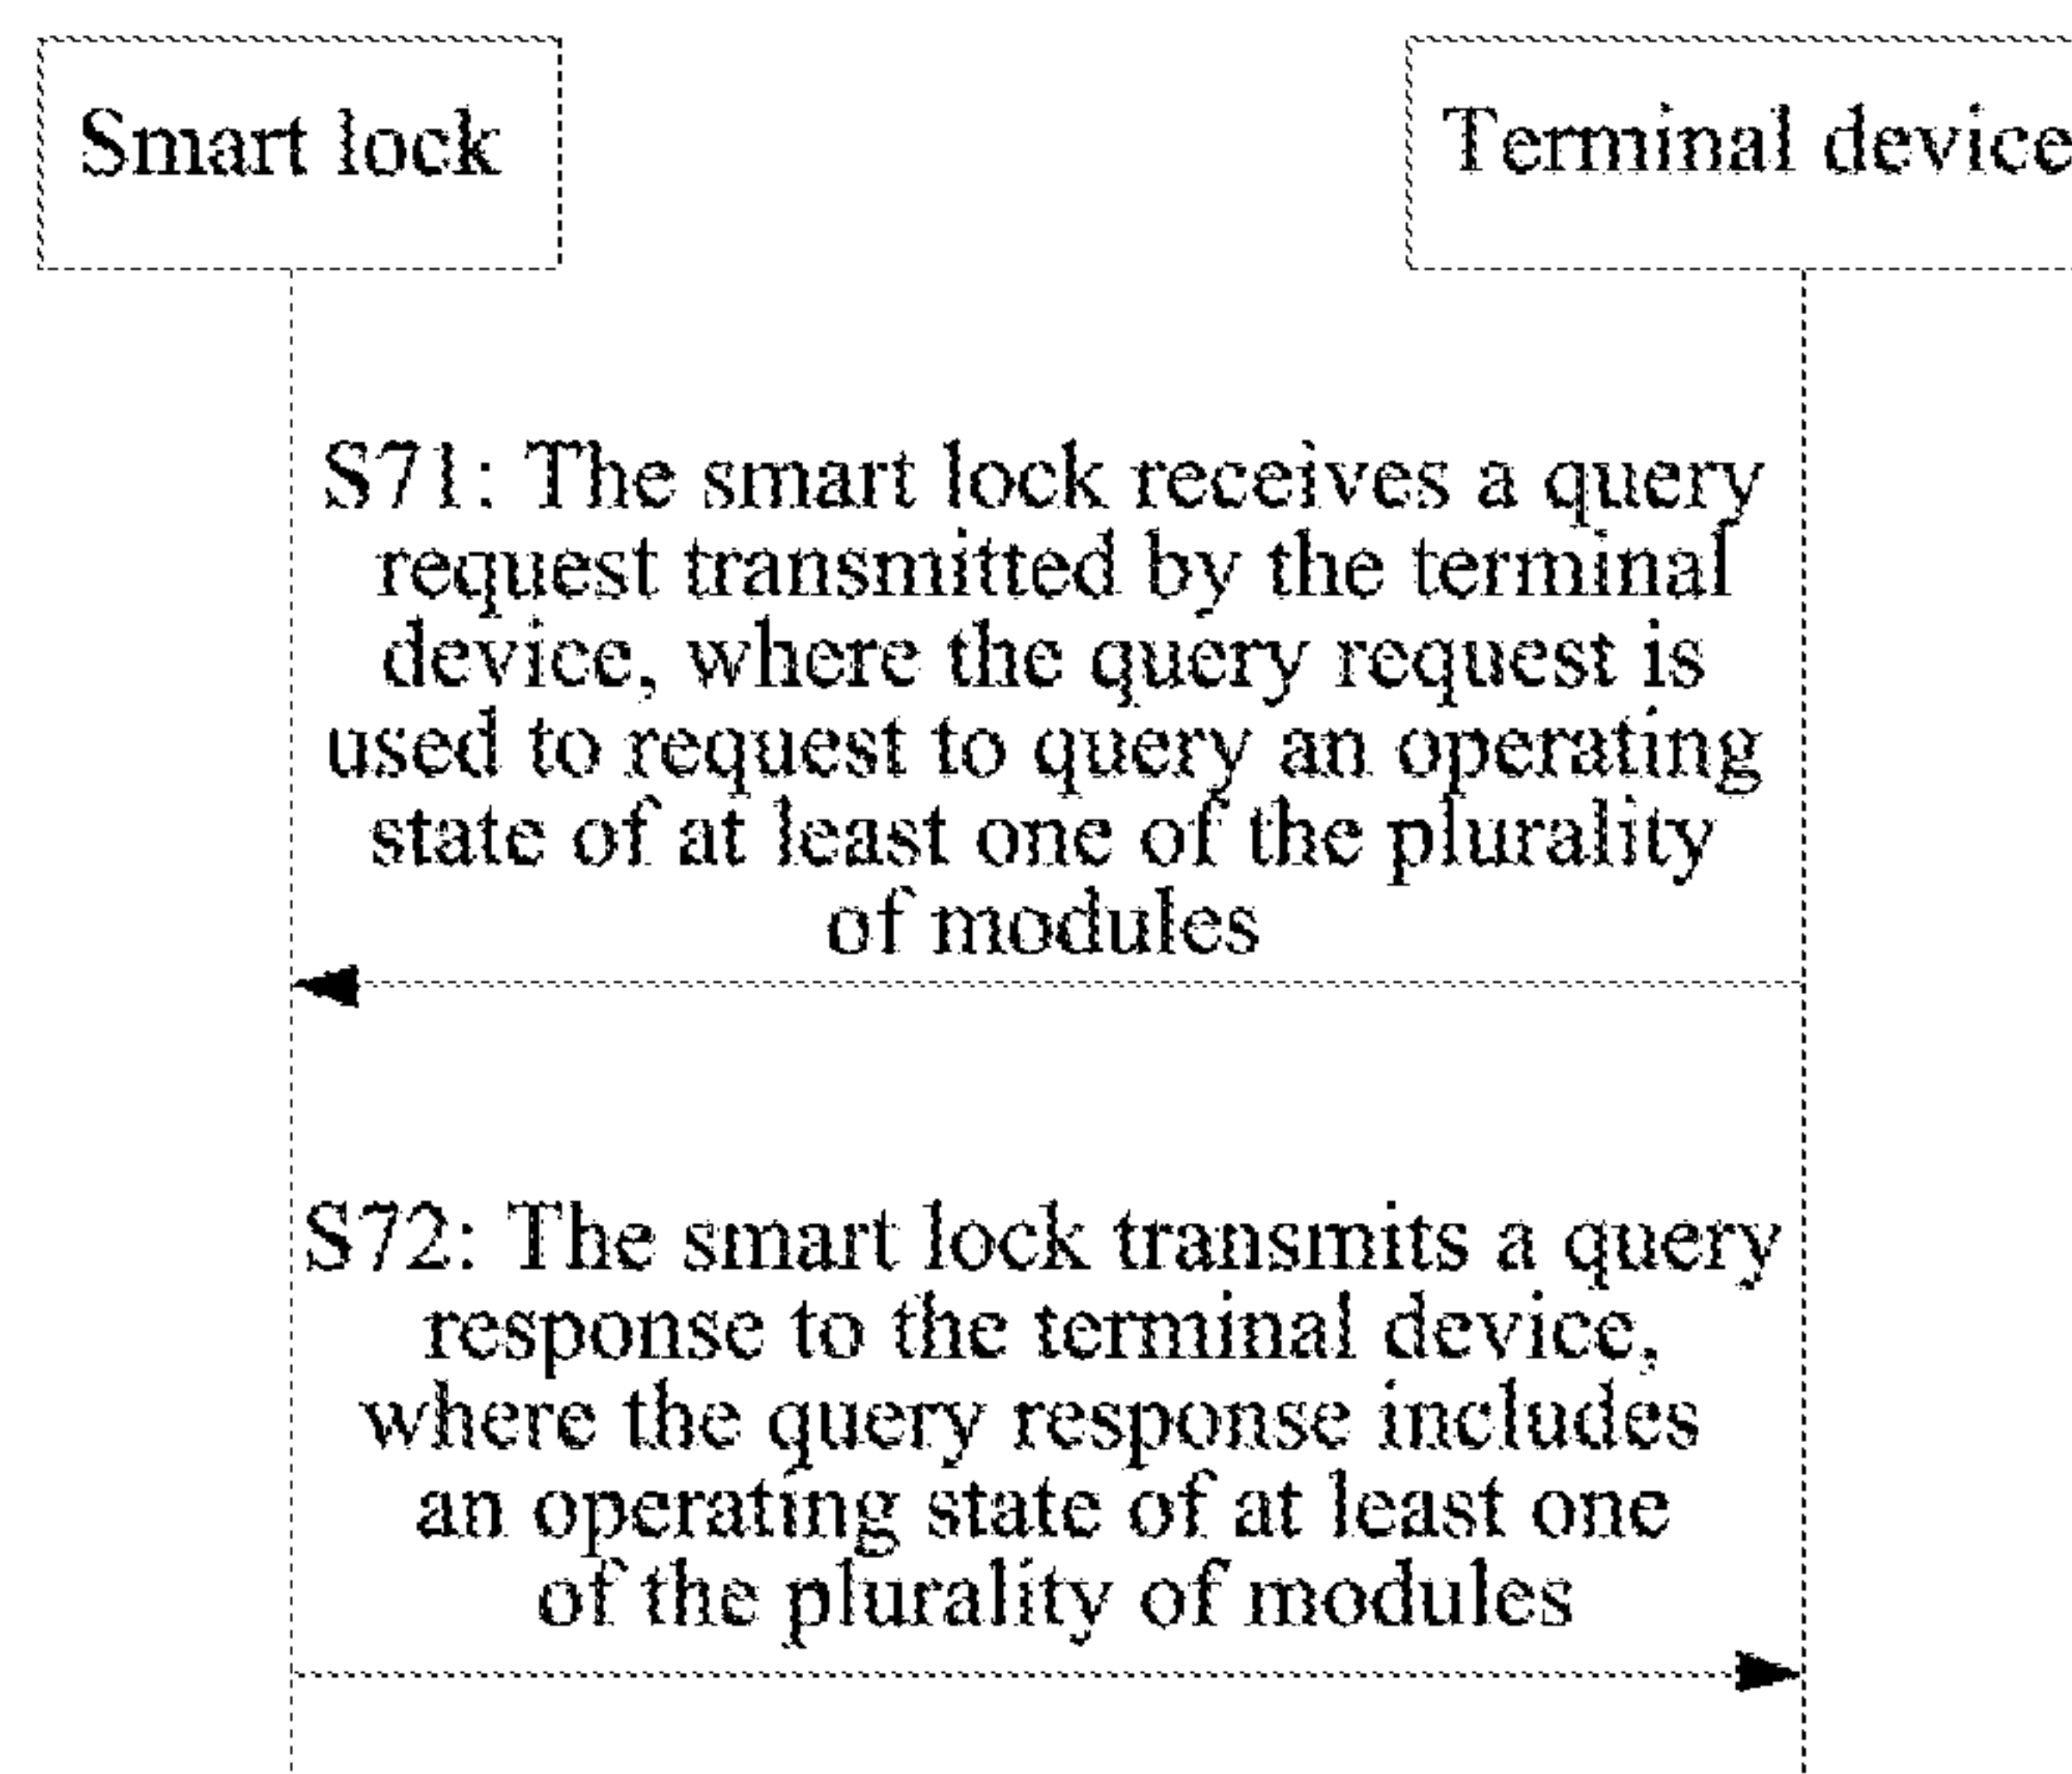 Smart lock
Terminal device
S71: The smart lock receives a query
request transmitted by the terminal
device, where the query request is
used to request to query an operating
state of at least one of the plurality
of modules
S72: The smart lock transmits a query
response to the terminal device,
where the query response includes
an operating state of at least one
of the plurality of modules